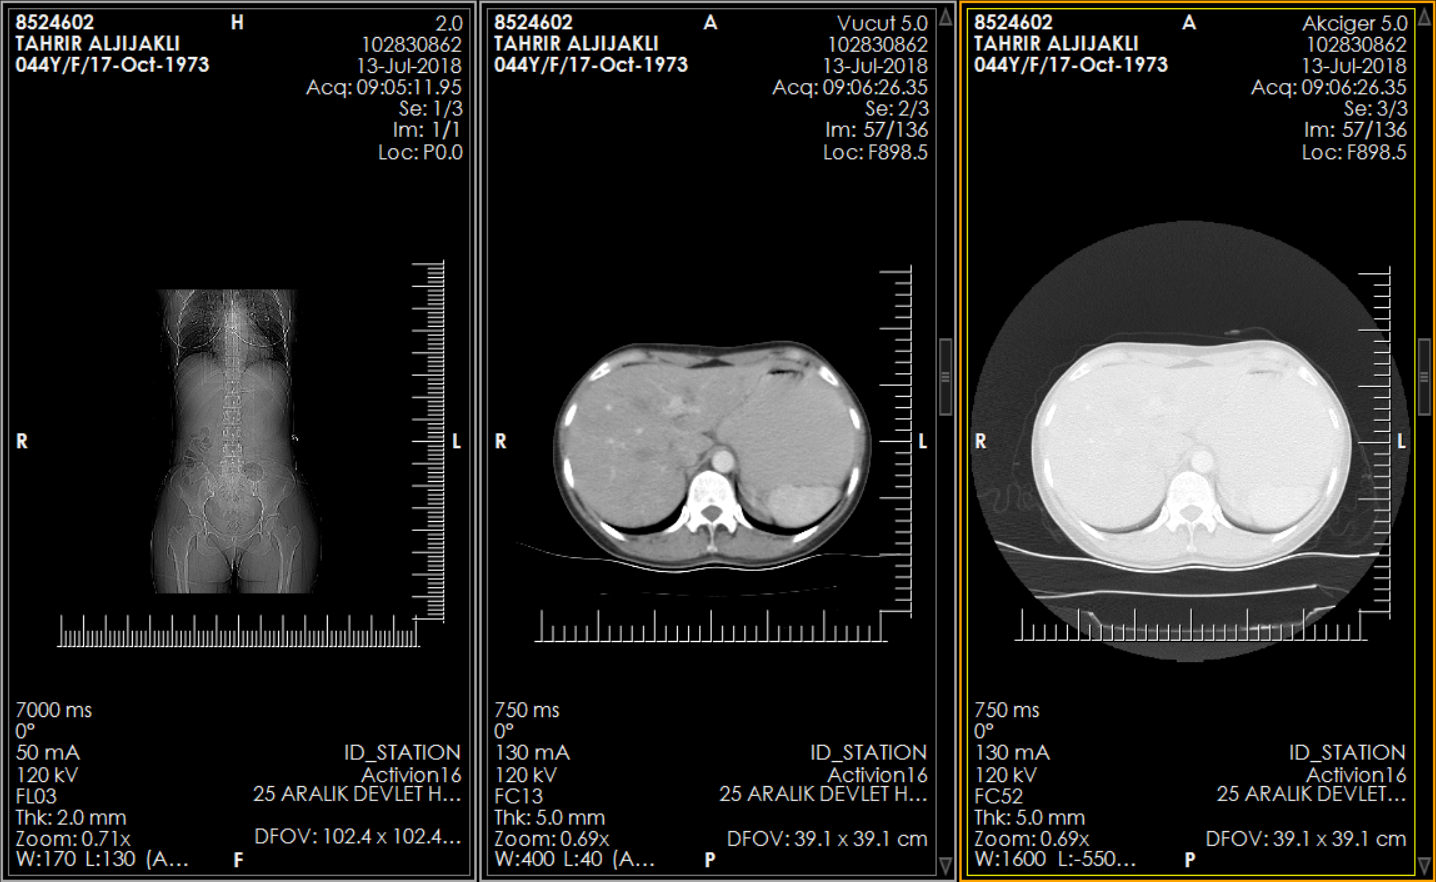 8524602
H
2.0
TAHRIR ALJIJAKLI
102830862
044Y/F/17-Oct-1973
13-Jul-2018
Acq: 09:05:11.95
Se: 1/3
Im: 1/1
Loc: P0.0
R
L
7000 ms
0°
50 mA
ID_STATION
120 kV
Activion16
FL03
25 ARALIK DEVLET H...
Thk: 2.0 mm
Zoom: 0.71x
DFOV: 102.4 x 102.4...
W:170 L:130 (A...
F
8524602
A
Vucut 5.0
TAHRIR ALJIJAKLI
102830862
044Y/F/17-Oct-1973
13-Jul-2018
Acq: 09:06:26.35
Se: 2/3
Im: 57/136
Loc: F898.5
R
L
750 ms
0°
130 mA
ID_STATION
120 kV
Activion16
FC13
25 ARALIK DEVLET H...
Thk: 5.0 mm
Zoom: 0.69x
DFOV: 39.1 x 39.1 cm
W:400 L:40 (A...
P
8524602
A
Akciger 5.0
TAHRIR ALJIJAKLI
102830862
044Y/F/17-Oct-1973
13-Jul-2018
Acq: 09:06:26.35
Se: 3/3
Im: 57/136
Loc: F898.5
R
L
750 ms
0°
130 mA
ID_STATION
120 kV
Activion16
FC52
25 ARALIK DEVLET...
Thk: 5.0 mm
Zoom: 0.69x
DFOV: 39.1 x 39.1 cm
W:1600 L:-550...
P